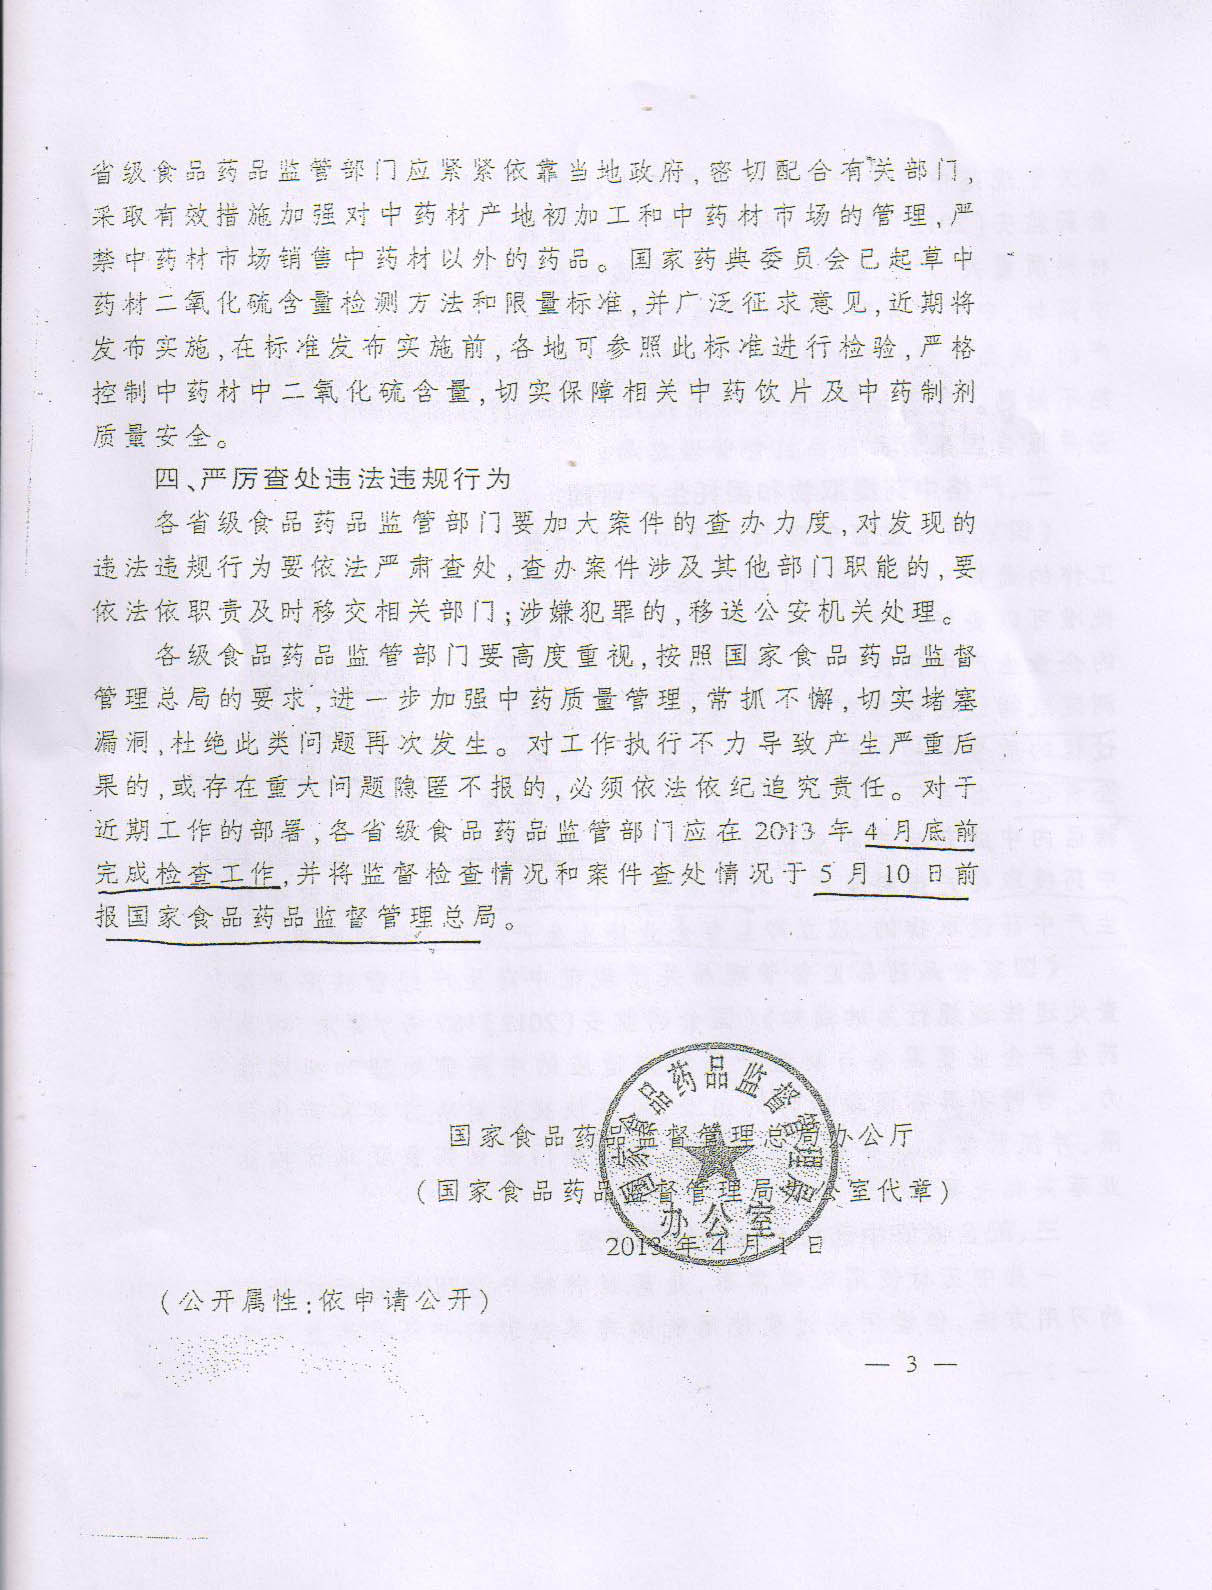 省级食品药品监管部门应紧紧依靠当地政府,密切配合有关部门,
采取有效措施加强对中药材产地初加工和中药材市场的管理,严
禁中药材市场销售中药材以外的药品。国家药典委员会已起草中
药材二氧化硫含量检测方法和限量标准,并广泛征求意见,近期将
发布实施,在标准发布实施前,各地可参照此标准进行检验,严格
控制中药材中二氧化硫含量,切实保障相关中药饮片及中药制剂
质量安全。
四、严厉查处违法违规行为
各省级食品药品监管部门要加大案件的查办力度,对发现的
违法违规行为要依法严肃查处,查办案件涉及其他部门职能的,要
依法依职责及时移交相关部门;涉嫌犯罪的,移送公安机关处理。
各级食品药品监管部门要高度重视,按照国家食品药品监督
管理总局的要求,进一步加强中药质量管理,常抓不懈,切实堵塞
漏洞,杜绝此类问题再次发生。对工作执行不力导致产生严重后
果的,或存在重大问题隐匿不报的,必须依法依纪追究责任。对于
近期工作的部署,各省级食品药品监管部门应在2013年4月底前
完成检查工作,并将监督检查情况和案件查处情况于5月10日前
报国家食品药品监督管理总局。
国家食品药品监督管理局
国家食品药品监督管理总局办公厅
(国家食品药品监督管理局办公室代章)
办公室
2013年4月1日
(公开属性:依申请公开)
— 3 —